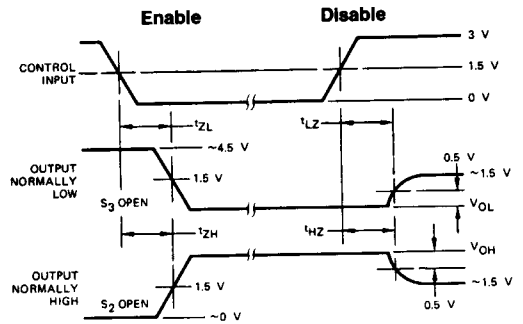 Enable Disable
3 V
CONTROL INPUT
1.5 V
0 V
tZL tLZ
~4.5 V
0.5 V
OUTPUT NORMALLY LOW
1.5 V
~1.5 V
S3 OPEN
VOL
tZH tHZ
VOH
OUTPUT NORMALLY HIGH
S2 OPEN
1.5 V
~1.5 V
~0 V
0.5 V